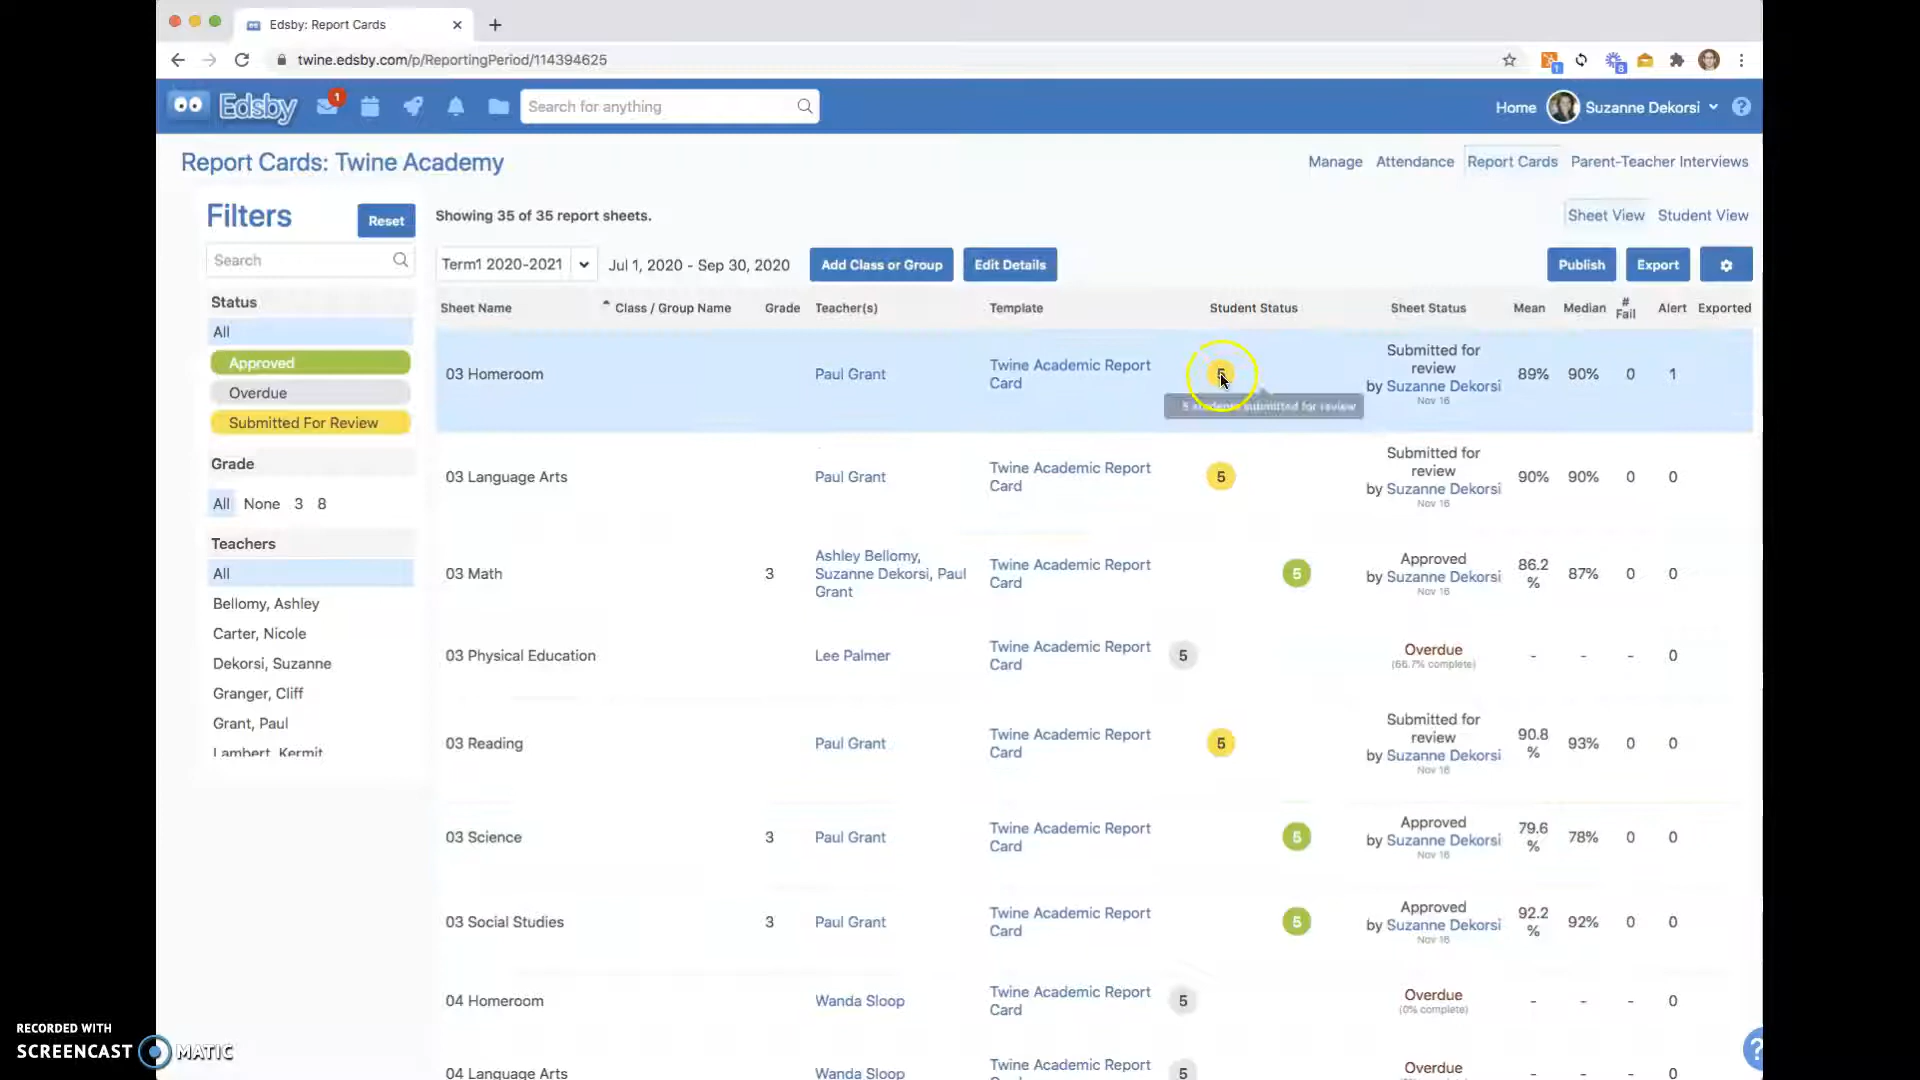 Edsby: Report Cards
twine.edsby.com/p/ReportingPeriod/114394625
1
8
Edsby
1
Search for anything
Home
Suzanne Dekorsi
Report Cards: Twine Academy
Manage Attendance Report Cards Parent-Teacher Interviews
Filters
Reset
Showing 35 of 35 report sheets.
Sheet View Student View
Search
Term1 2020-2021
Jul 1, 2020 - Sep 30, 2020
Add Class or Group
Edit Details
Publish
Export
Status
All
Approved
Overdue
Submitted For Review
Grade
All None 3 8
Teachers
All
Bellomy, Ashley
Carter, Nicole
Dekorsi, Suzanne
Granger, Cliff
Grant, Paul
Lambert, Kermit
Sheet Name Class / Group Name Grade Teacher(s) Template Student Status Sheet Status Mean Median # Fail Alert Exported
03 Homeroom Paul Grant Twine Academic Report Card 5 Submitted for review by Suzanne Dekorsi Nov 16 89% 90% 0 1
5 students submitted for review
03 Language Arts Paul Grant Twine Academic Report Card 5 Submitted for review by Suzanne Dekorsi Nov 16 90% 90% 0 0
03 Math 3 Ashley Bellomy, Suzanne Dekorsi, Paul Grant Twine Academic Report Card 5 Approved by Suzanne Dekorsi Nov 16 86.2 % 87% 0 0
03 Physical Education Lee Palmer Twine Academic Report Card 5 Overdue (66.7% complete) - - - 0
03 Reading Paul Grant Twine Academic Report Card 5 Submitted for review by Suzanne Dekorsi Nov 16 90.8 % 93% 0 0
03 Science 3 Paul Grant Twine Academic Report Card 5 Approved by Suzanne Dekorsi Nov 16 79.6 % 78% 0 0
03 Social Studies 3 Paul Grant Twine Academic Report Card 5 Approved by Suzanne Dekorsi Nov 16 92.2 % 92% 0 0
04 Homeroom Wanda Sloop Twine Academic Report Card 5 Overdue (0% complete) - - - 0
04 Language Arts Wanda Sloop Twine Academic Report 5 Overdue - - - 0
RECORDED WITH
SCREENCAST MATIC